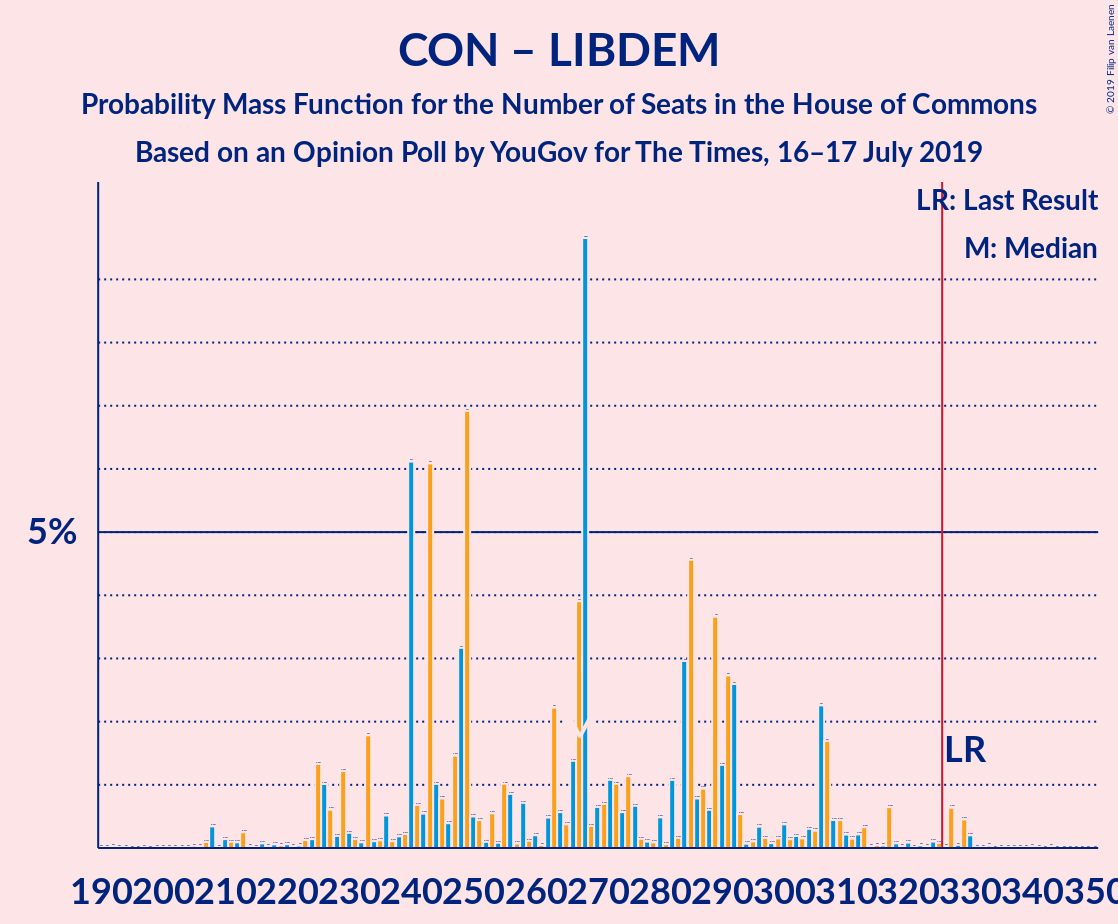 CON – LIBDEM
Probability Mass Function for the Number of Seats in the House of Commons
Based on an Opinion Poll by YouGov for The Times, 16–17 July 2019
© 2019 Filip van Laenen
LR: Last Result
M: Median
5%
LR
190 200 210 220 230 240 250 260 270 280 290 300 310 320 330 340 350